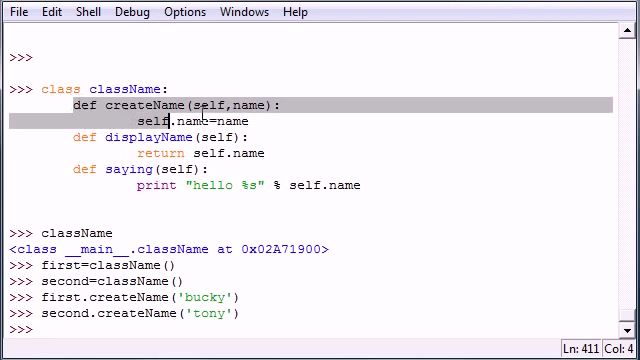 File Edit Shell Debug Options Windows Help
>>>
>>> class className:
def createName(self,name):
self.name=name
def displayName(self):
return self.name
def saying(self):
print "hello %s" % self.name
>>> className
<class __main__.className at 0x02A71900>
>>> first=className()
>>> second=className()
>>> first.createName('bucky')
>>> second.createName('tony')
>>>
Ln: 411 Col: 4